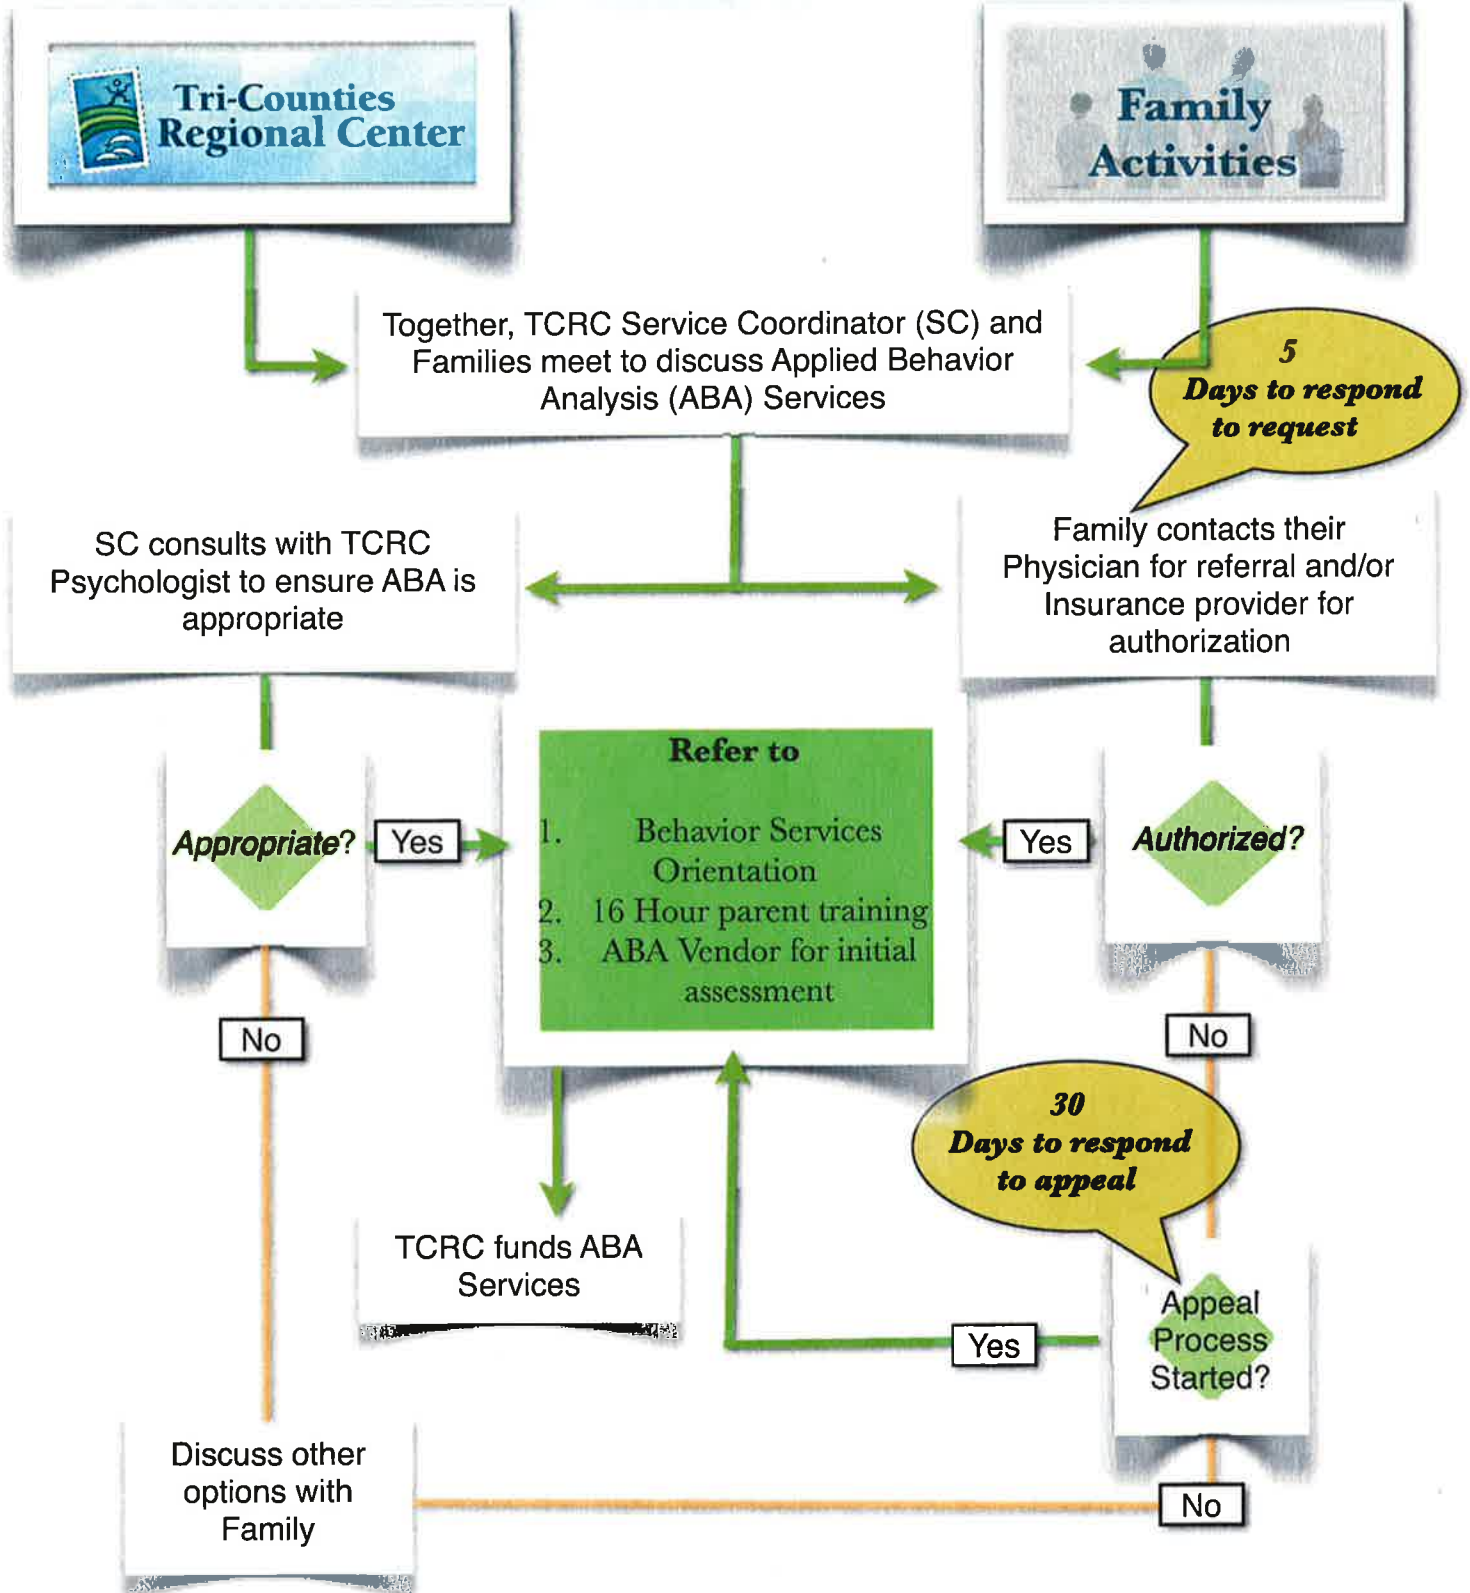 Tri-Counties
Regional Center
Family
Activities
Together, TCRC Service Coordinator (SC) and
Families meet to discuss Applied Behavior
Analysis (ABA) Services
5
Days to respond
to request
SC consults with TCRC
Psychologist to ensure ABA is
appropriate
Family contacts their
Physician for referral and/or
Insurance provider for
authorization
Appropriate?
Yes
Refer to
1. Behavior Services
Orientation
2. 16 Hour parent training
3. ABA Vendor for initial
assessment
Yes
Authorized?
No
No
30
Days to respond
to appeal
TCRC funds ABA
Services
Appeal
Process
Started?
Yes
Discuss other
options with
Family
No